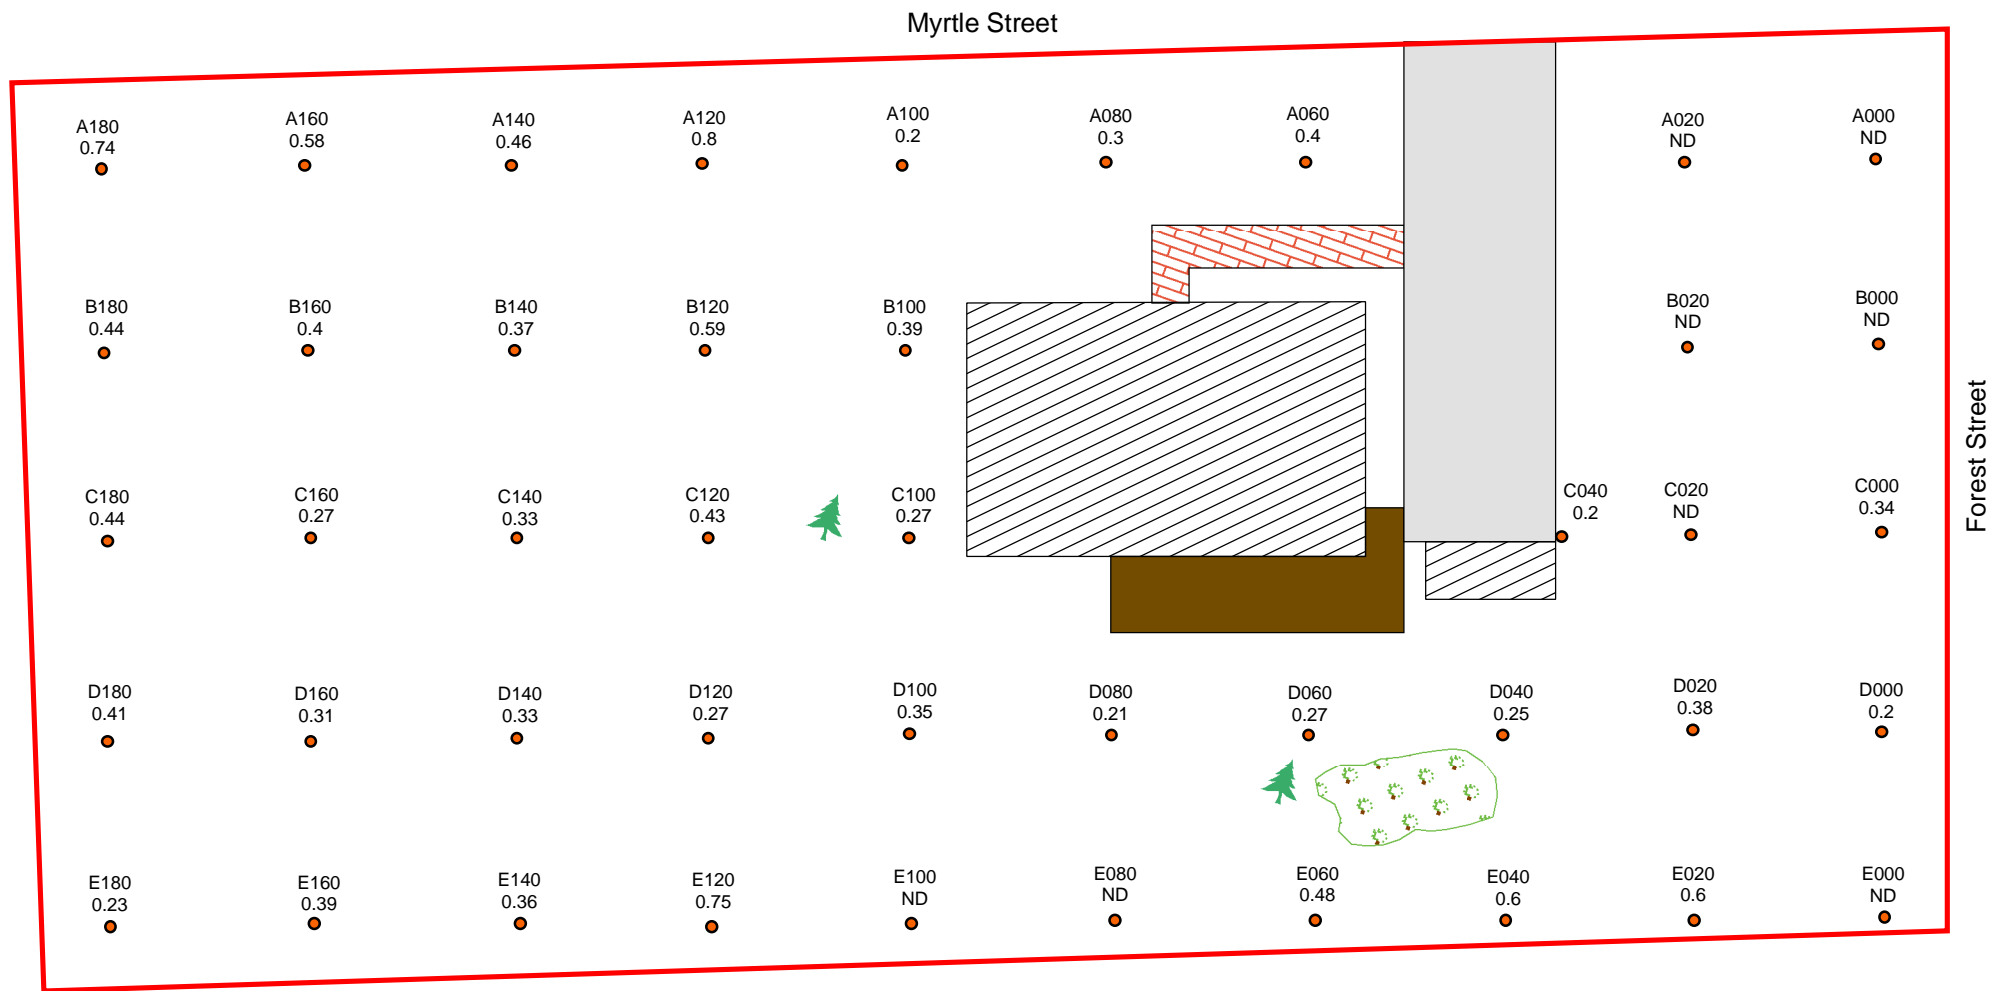 Myrtle Street
A180
0.74
A160
0.58
A140
0.46
A120
0.8
A100
0.2
A080
0.3
A060
0.4
A020
ND
A000
ND
B180
0.44
B160
0.4
B140
0.37
B120
0.59
B100
0.39
B020
ND
B000
ND
Forest Street
C180
0.44
C160
0.27
C140
0.33
C120
0.43
C100
0.27
C040
0.2
C020
ND
C000
0.34
D180
0.41
D160
0.31
D140
0.33
D120
0.27
D100
0.35
D080
0.21
D060
0.27
D040
0.25
D020
0.38
D000
0.2
E180
0.23
E160
0.39
E140
0.36
E120
0.75
E100
ND
E080
ND
E060
0.48
E040
0.6
E020
0.6
E000
ND